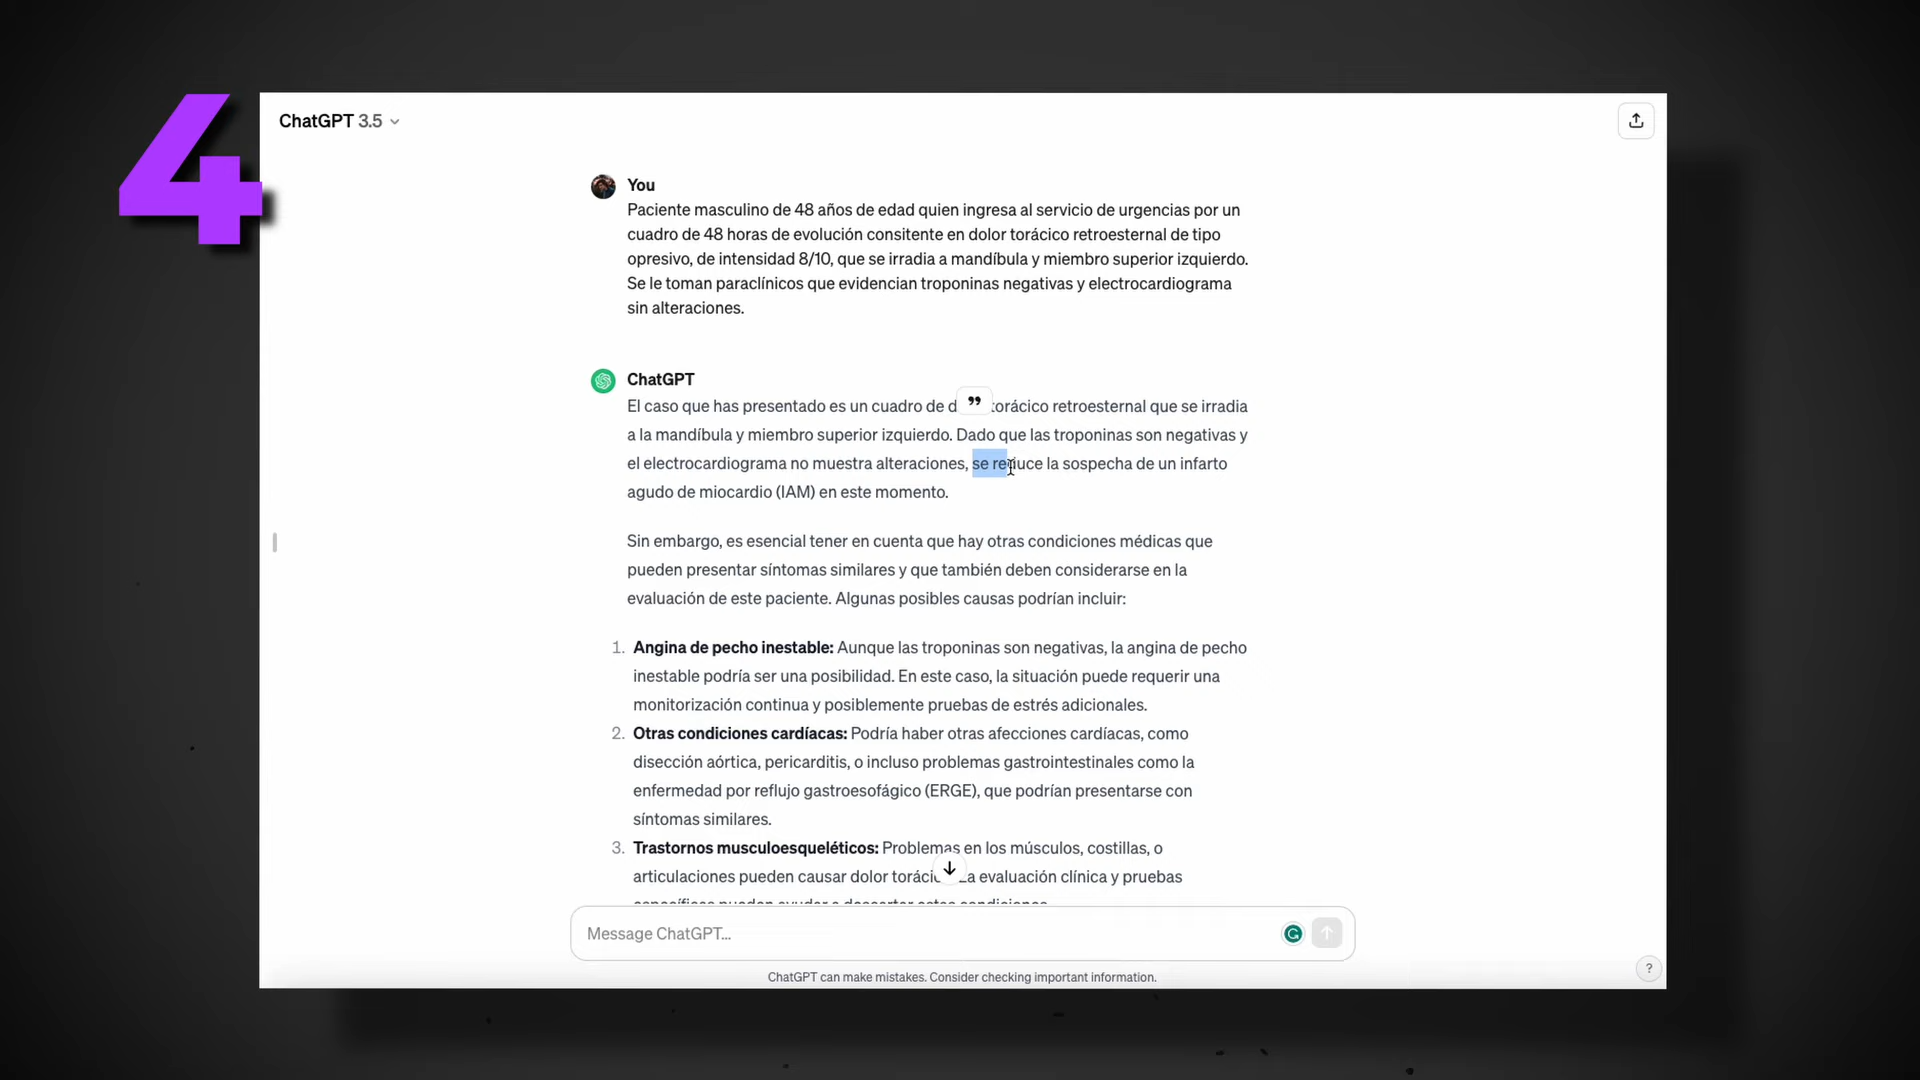 4
ChatGPT 3.5
You
Paciente masculino de 48 años de edad quien ingresa al servicio de urgencias por un
cuadro de 48 horas de evolución consitente en dolor torácico retroesternal de tipo
opresivo, de intensidad 8/10, que se irradia a mandíbula y miembro superior izquierdo.
Se le toman paraclínicos que evidencian troponinas negativas y electrocardiograma
sin alteraciones.
ChatGPT
El caso que has presentado es un cuadro de torácico retroesternal que se irradia
a la mandíbula y miembro superior izquierdo. Dado que las troponinas son negativas y
el electrocardiograma no muestra alteraciones, se reduce la sospecha de un infarto
agudo de miocardio (IAM) en este momento.
Sin embargo, es esencial tener en cuenta que hay otras condiciones médicas que
pueden presentar síntomas similares y que también deben considerarse en la
evaluación de este paciente. Algunas posibles causas podrían incluir:
1. Angina de pecho inestable: Aunque las troponinas son negativas, la angina de pecho
inestable podría ser una posibilidad. En este caso, la situación puede requerir una
monitorización continua y posiblemente pruebas de estrés adicionales.
2. Otras condiciones cardíacas: Podría haber otras afecciones cardíacas, como
disección aórtica, pericarditis, o incluso problemas gastrointestinales como la
enfermedad por reflujo gastroesofágico (ERGE), que podrían presentarse con
síntomas similares.
3. Trastornos musculoesqueléticos: Problemas en los músculos, costillas, o
articulaciones pueden causar dolor La evaluación clínica y pruebas
Message ChatGPT...
ChatGPT can make mistakes. Consider checking important information.
?